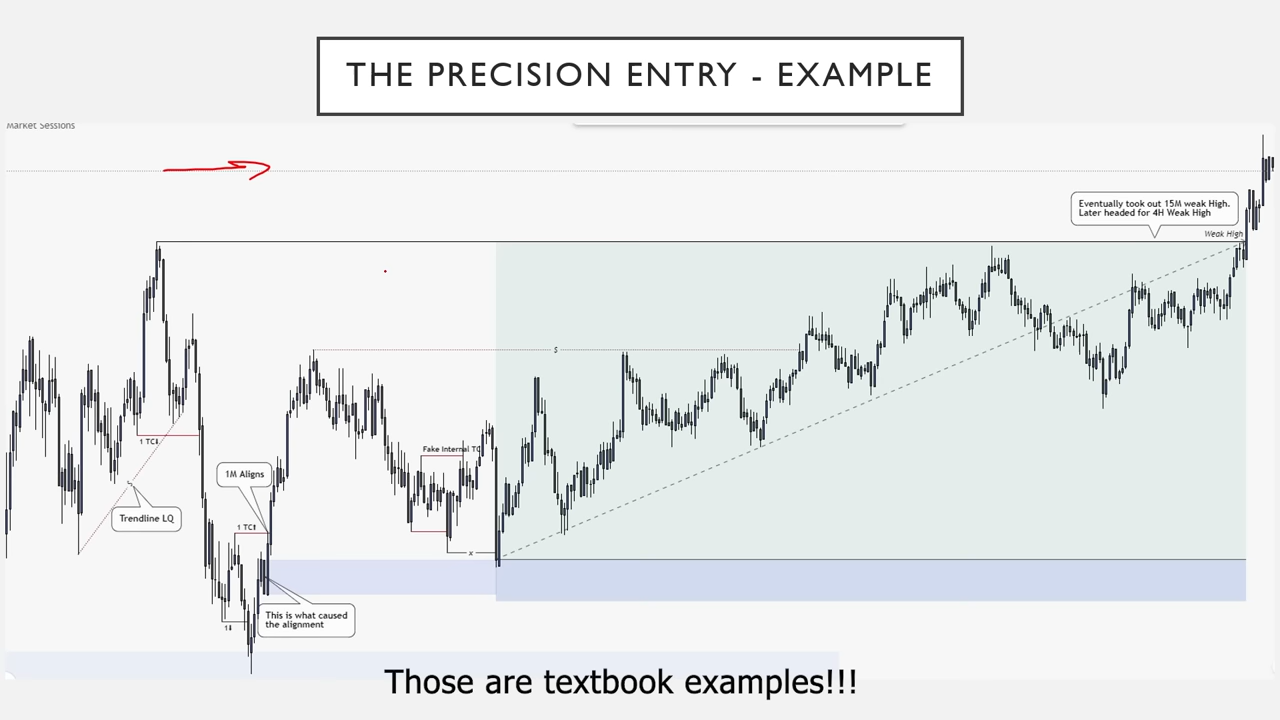 THE PRECISION ENTRY - EXAMPLE
Market Sessions
Eventually took out 15M weak High.
Later headed for 4H Weak High
Weak High
$
1 TC⬇
Fake Internal TC
1M Aligns
Trendline LQ
1 TC⬆
x
This is what caused
the alignment
1⬇
Those are textbook examples!!!